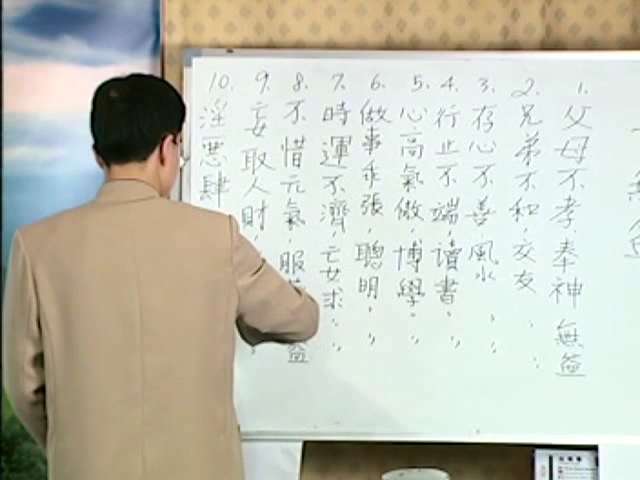 1. 父母不孝，奉神無益
2. 兄弟不和，交友〃〃
3. 存心不善，風水〃〃
4. 行止不端，讀書〃〃
5. 心高氣傲，博學〃〃
6. 做事乖張，聰明〃〃
7. 時運不濟，妄求〃〃
8. 不惜元氣，服 益
9. 妄取人財，
10. 淫惡肆